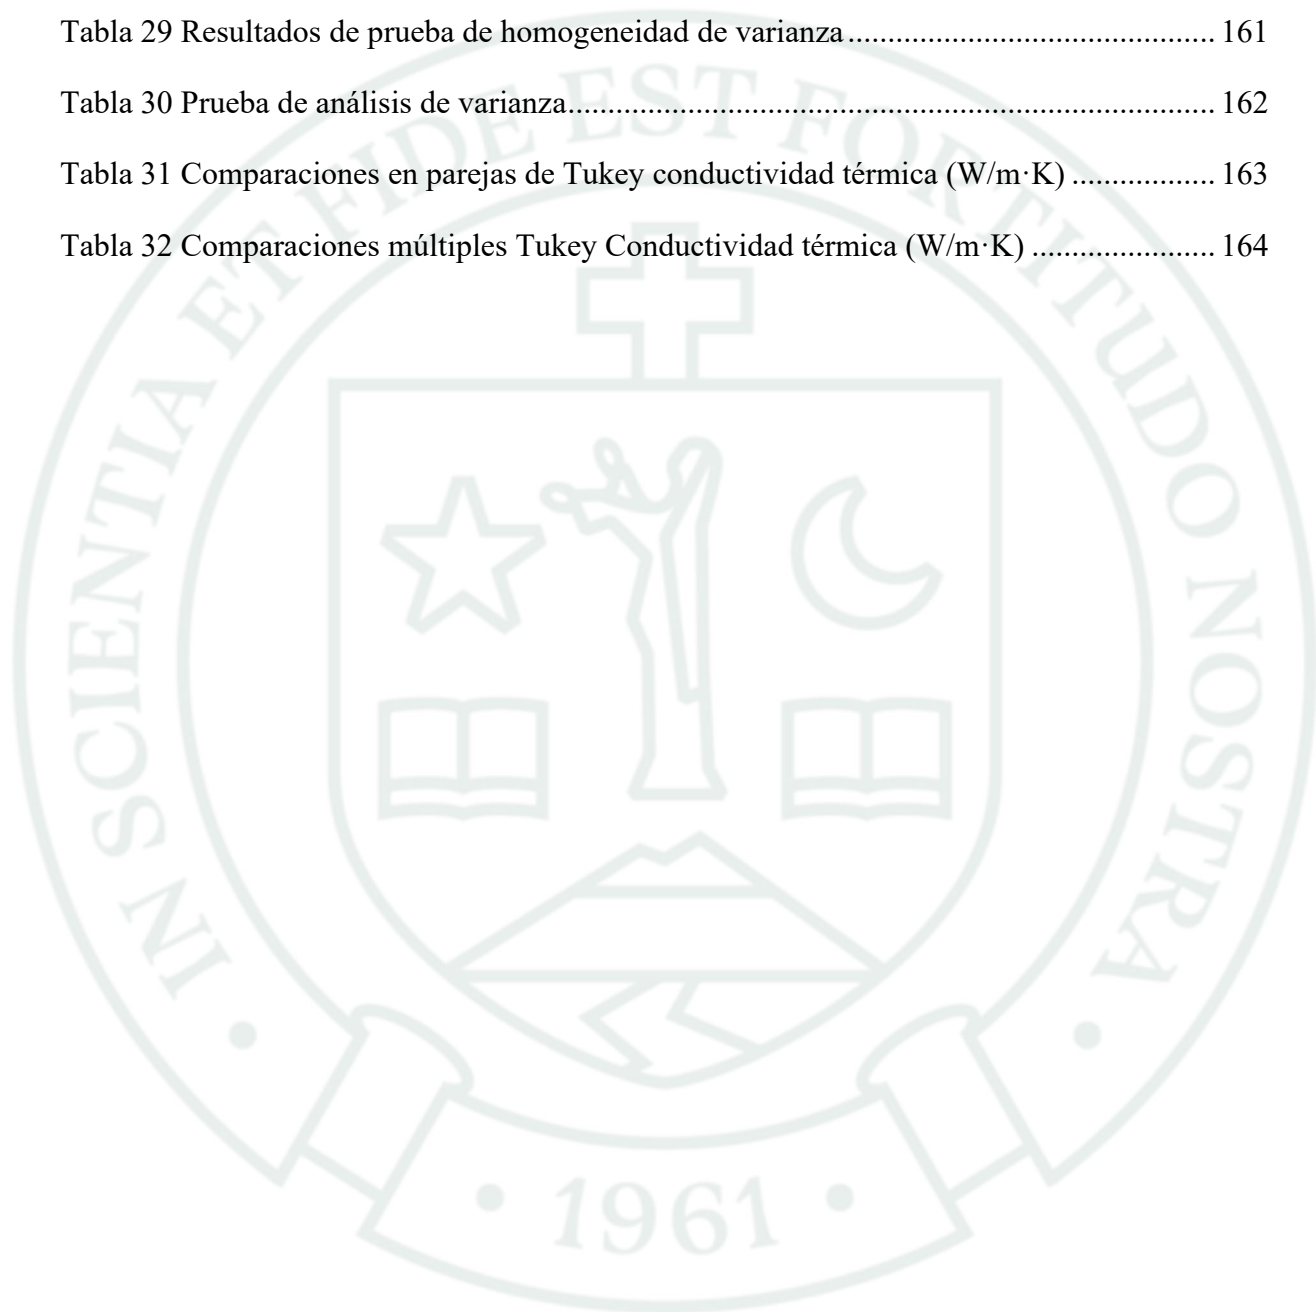 Tabla 29 Resultados de prueba de homogeneidad de varianza .............................................. 161
Tabla 30 Prueba de análisis de varianza................................................................................. 162
Tabla 31 Comparaciones en parejas de Tukey conductividad térmica (W/m·K) .................. 163
Tabla 32 Comparaciones múltiples Tukey Conductividad térmica (W/m·K) ....................... 164
IN SCIENTIA ET FIDE EST FORTITUDO NOSTRA
• 1961 •